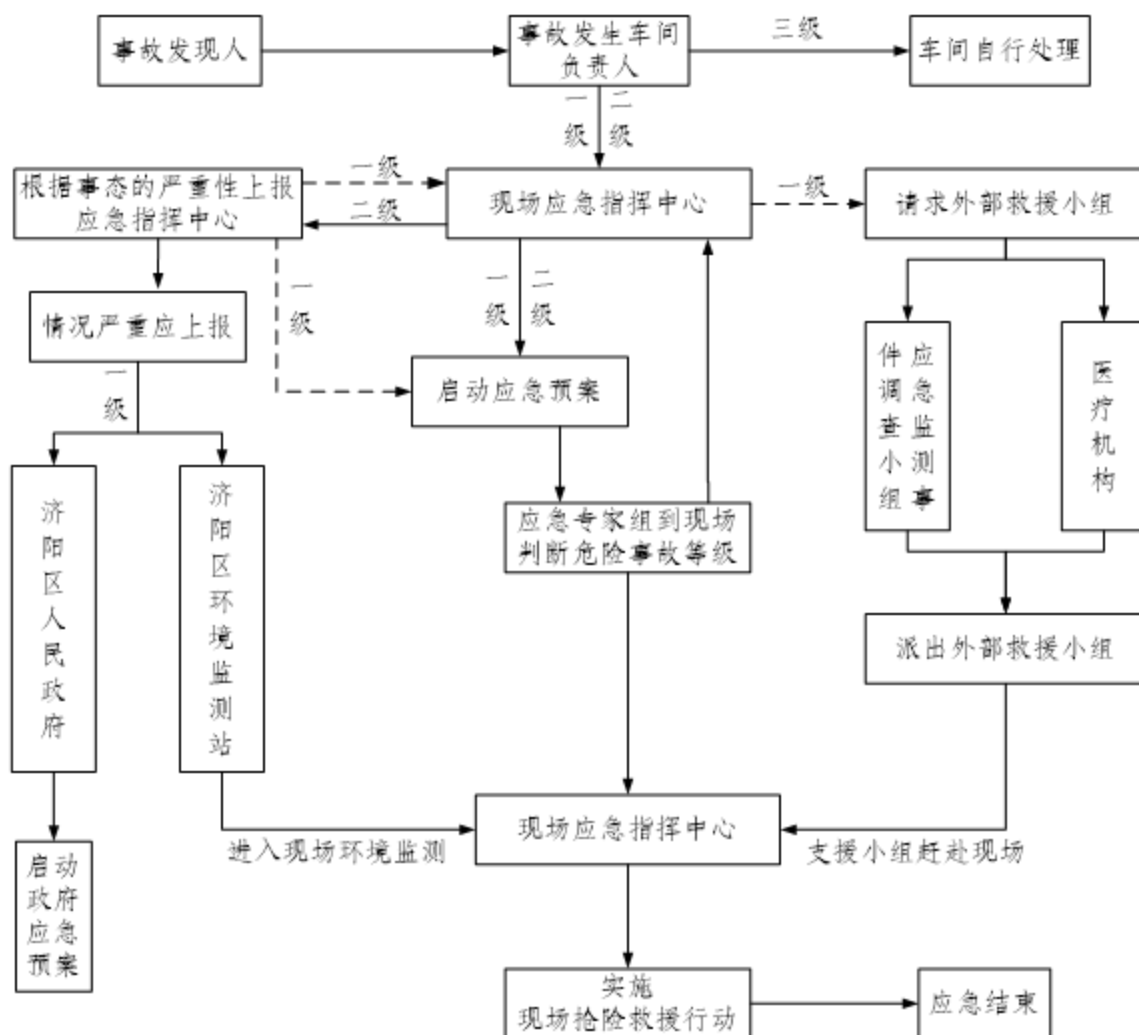 事故发现人
事故发生车间
负责人
三级
车间自行处理
一级
二级
根据事态的严重性上报
应急指挥中心
一级
二级
现场应急指挥中心
一级
请求外部救援小组
情况严重应上报
一级
一级
二级
一级
启动应急预案
应急监测事
件调查小组
医疗机构
济阳区人民政府
济阳区环境监测站
应急专家组到现场
判断危险事故等级
派出外部救援小组
进入现场环境监测
现场应急指挥中心
支援小组赶赴现场
启动
政府
应急
预案
实施
现场抢险救援行动
应急结束